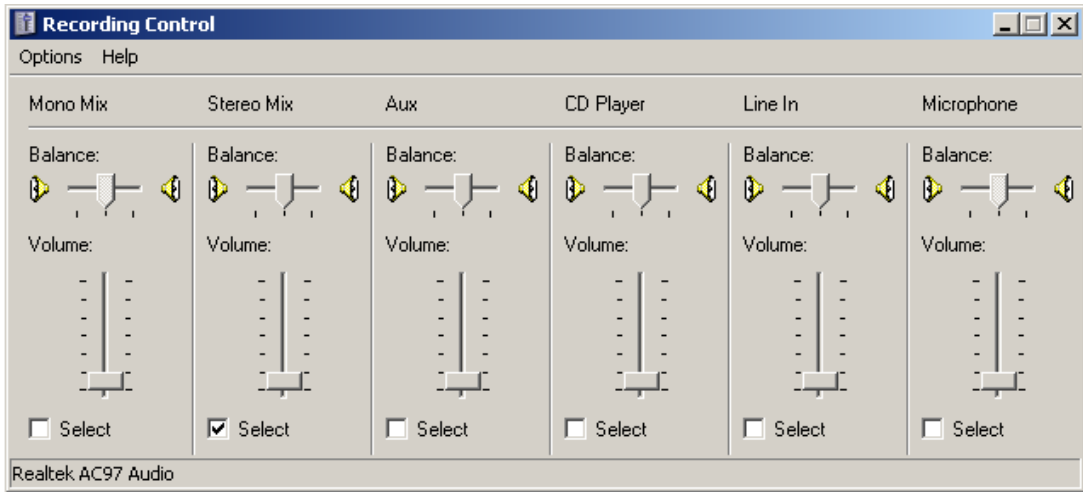 Recording Control
Options Help
Mono Mix Stereo Mix Aux CD Player Line In Microphone
Balance: Balance: Balance: Balance: Balance: Balance:
Volume: Volume: Volume: Volume: Volume: Volume:
Select Select Select Select Select Select
Realtek AC97 Audio